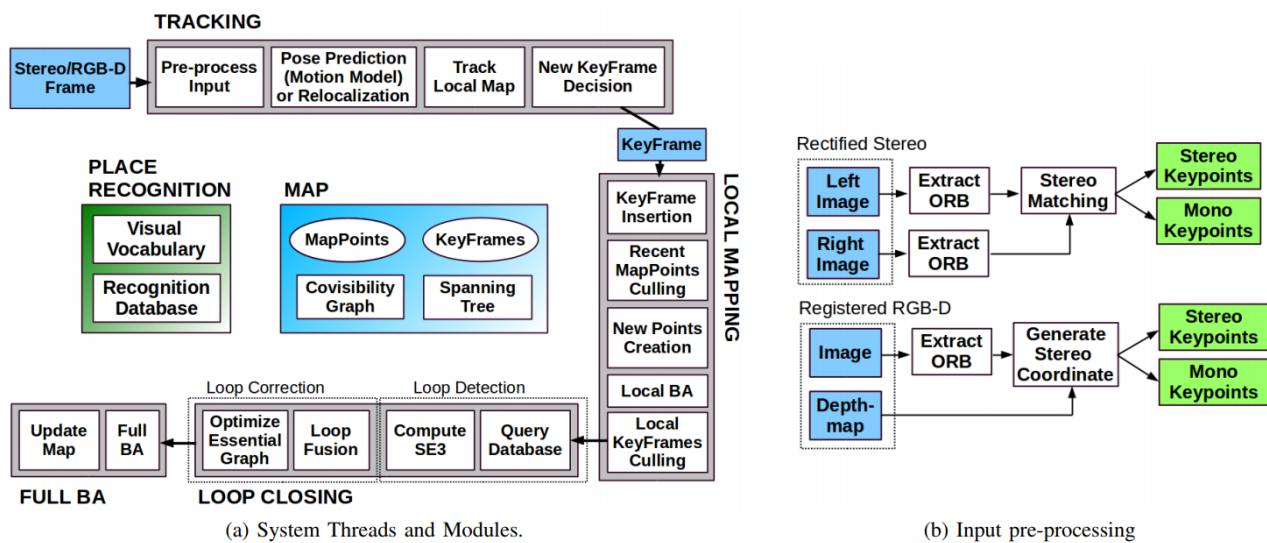 TRACKING
Stereo/RGB-D
Frame
Pre-process
Input
Pose Prediction
(Motion Model)
or Relocalization
Track
Local Map
New KeyFrame
Decision
KeyFrame
PLACE
RECOGNITION
Visual
Vocabulary
Recognition
Database
MAP
MapPoints
KeyFrames
Covisibility
Graph
Spanning
Tree
LOCAL MAPPING
KeyFrame
Insertion
Recent
MapPoints
Culling
New Points
Creation
Local BA
Local
KeyFrames
Culling
Loop Correction
Loop Detection
Update
Map
Full
BA
Optimize
Essential
Graph
Loop
Fusion
Compute
SE3
Query
Database
FULL BA
LOOP CLOSING
(a) System Threads and Modules.
Rectified Stereo
Left
Image
Extract
ORB
Stereo
Matching
Stereo
Keypoints
Mono
Keypoints
Right
Image
Extract
ORB
Registered RGB-D
Image
Extract
ORB
Generate
Stereo
Coordinate
Stereo
Keypoints
Mono
Keypoints
Depth-
map
(b) Input pre-processing